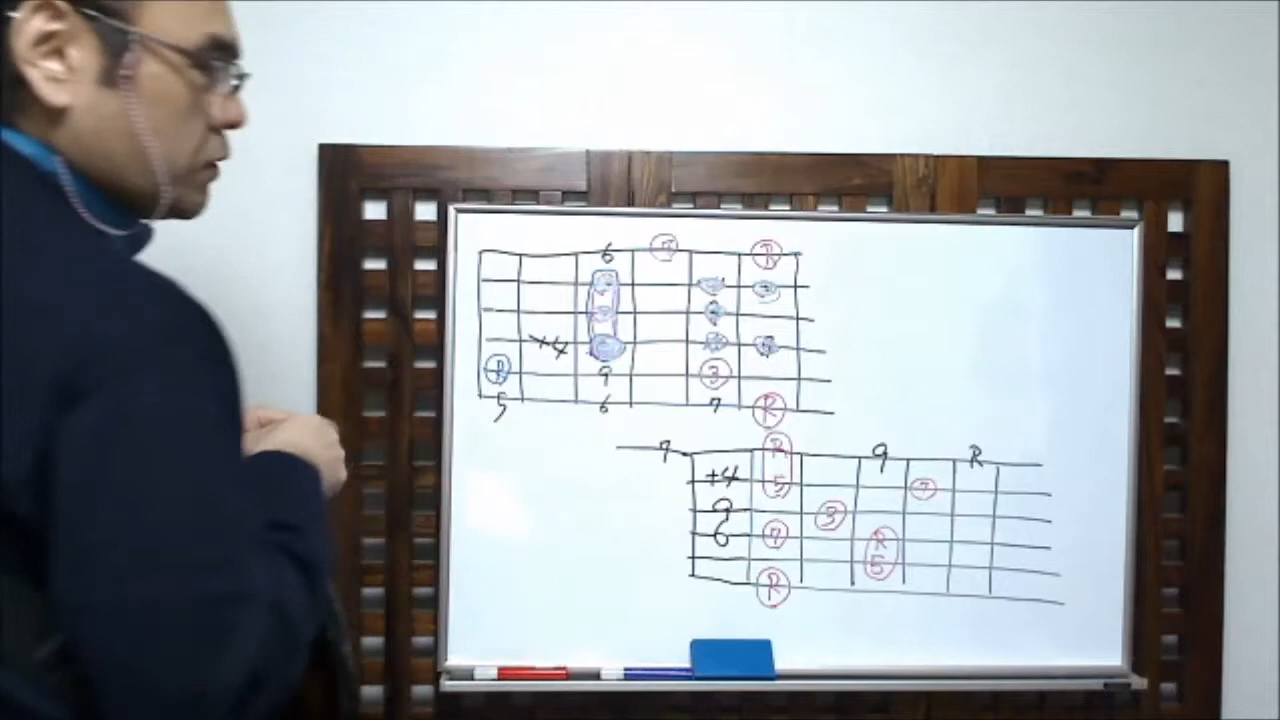 6 7 R
+4
R 9 3
5 6 7 R
7 R 9 R
+4 5 7
9 3
6 7 R
5
R